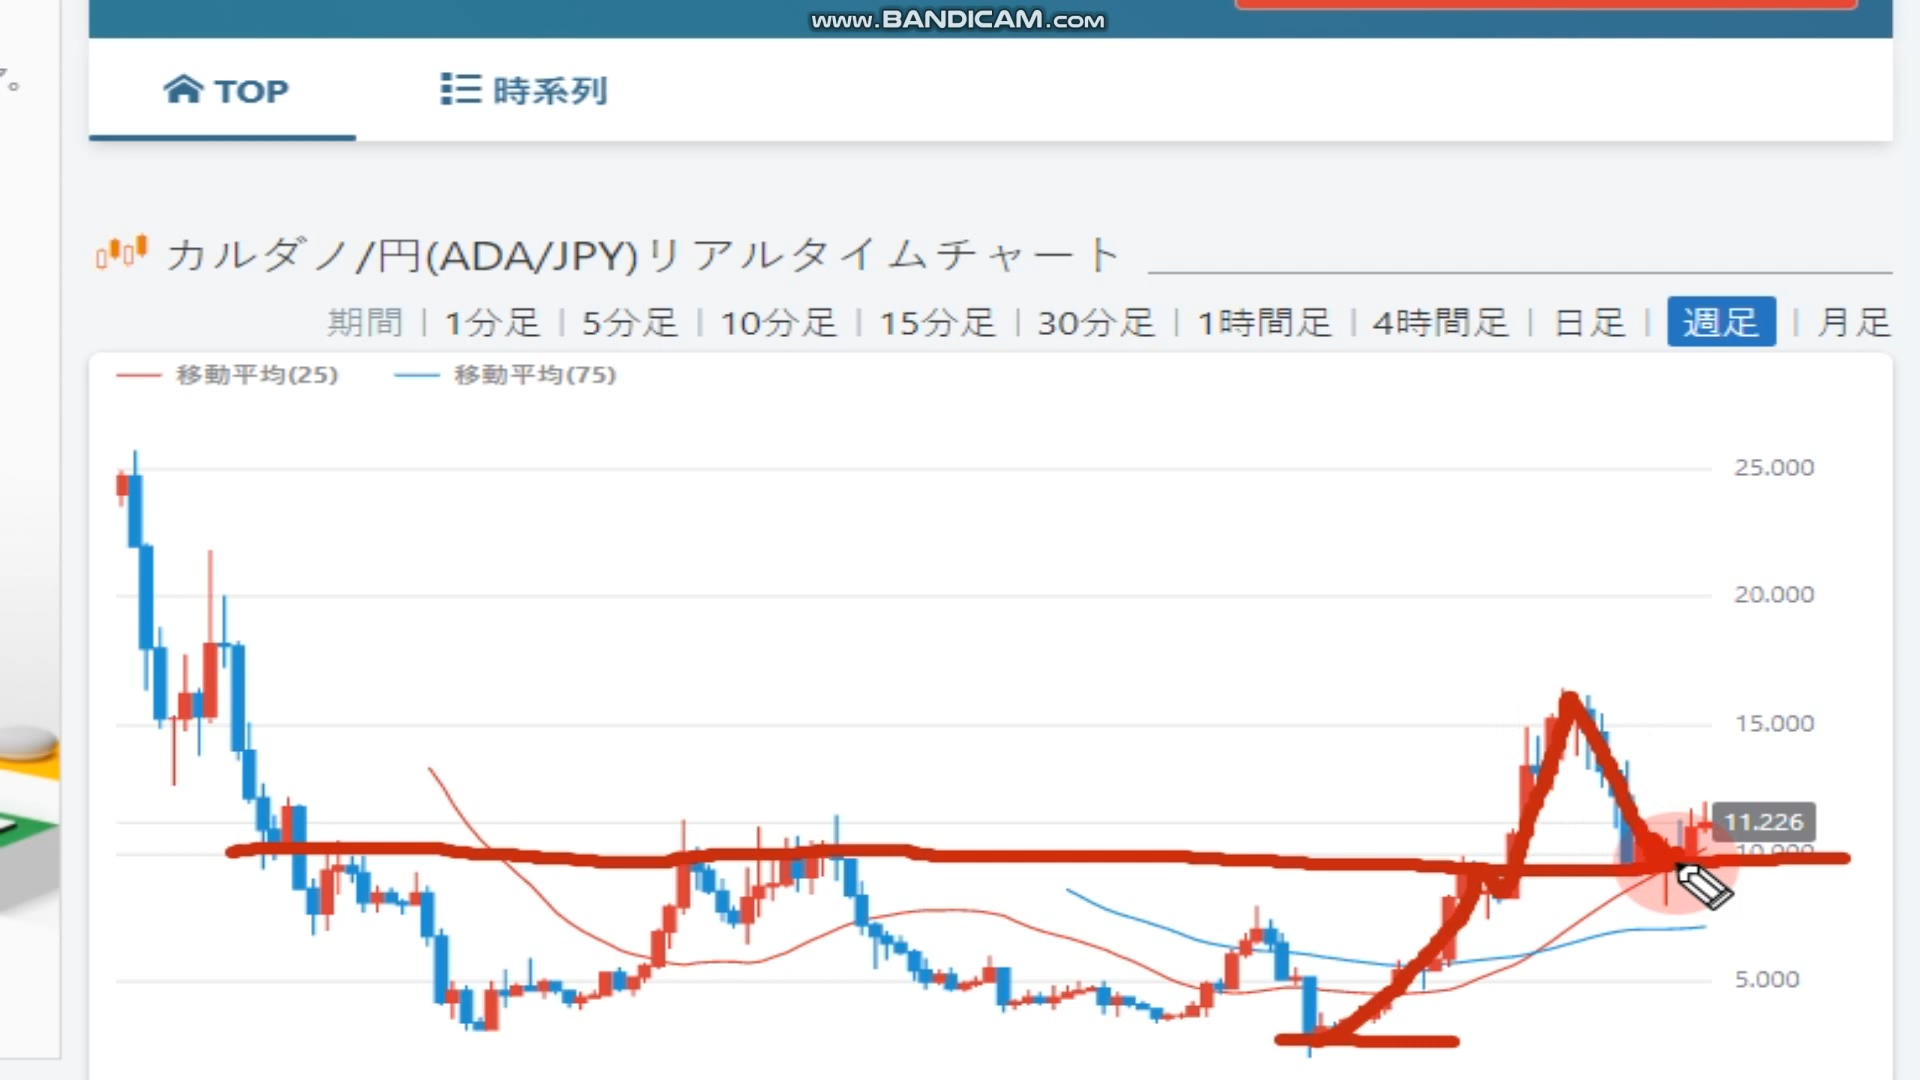 www.BANDICAM.com
TOP
時系列
カルダノ/円(ADA/JPY)リアルタイムチャート
期間 | 1分足 | 5分足 | 10分足 | 15分足 | 30分足 | 1時間足 | 4時間足 | 日足 | 週足 | 月足
移動平均(25) 移動平均(75)
25.000
20.000
15.000
11.226
10.000
5.000